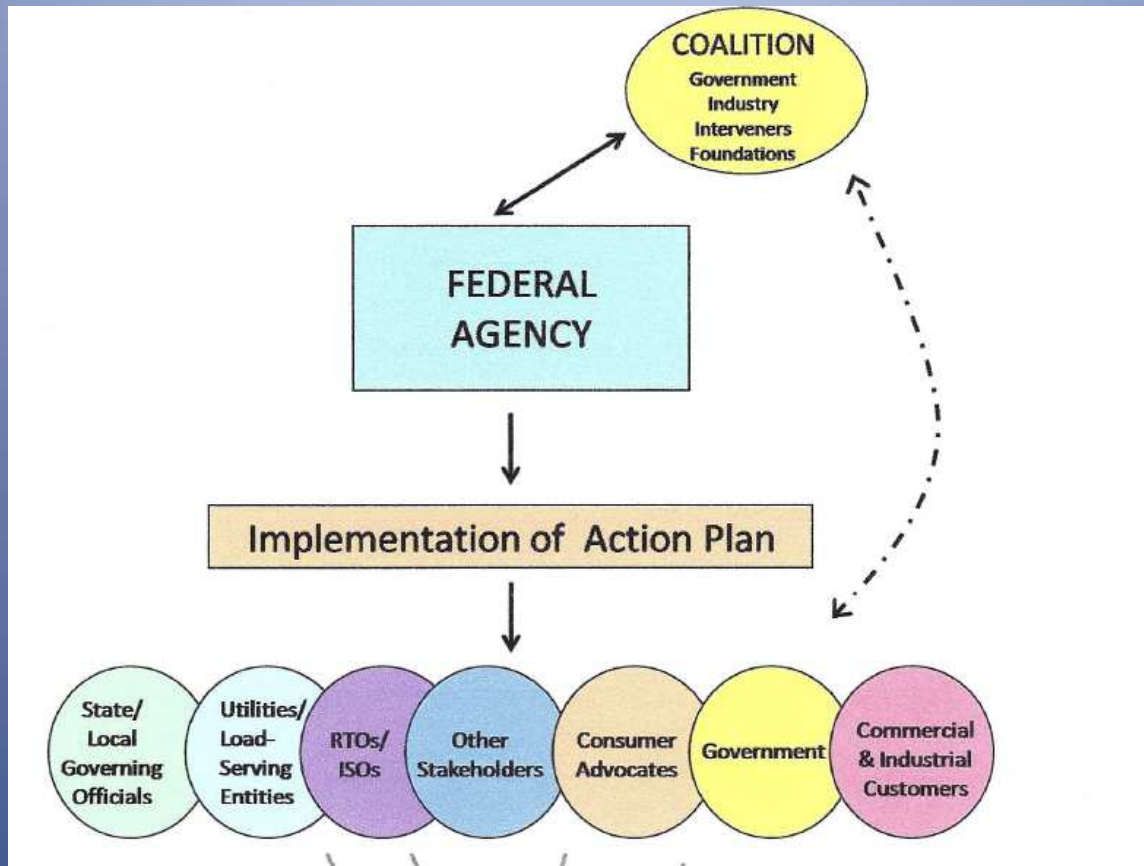 COALITION
Government
Industry
Interveners
Foundations
FEDERAL
AGENCY
Implementation of Action Plan
State/
Local
Governing
Officials
Utilities/
Load-
Serving
Entities
RTOs/
ISOs
Other
Stakeholders
Consumer
Advocates
Government
Commercial
& Industrial
Customers